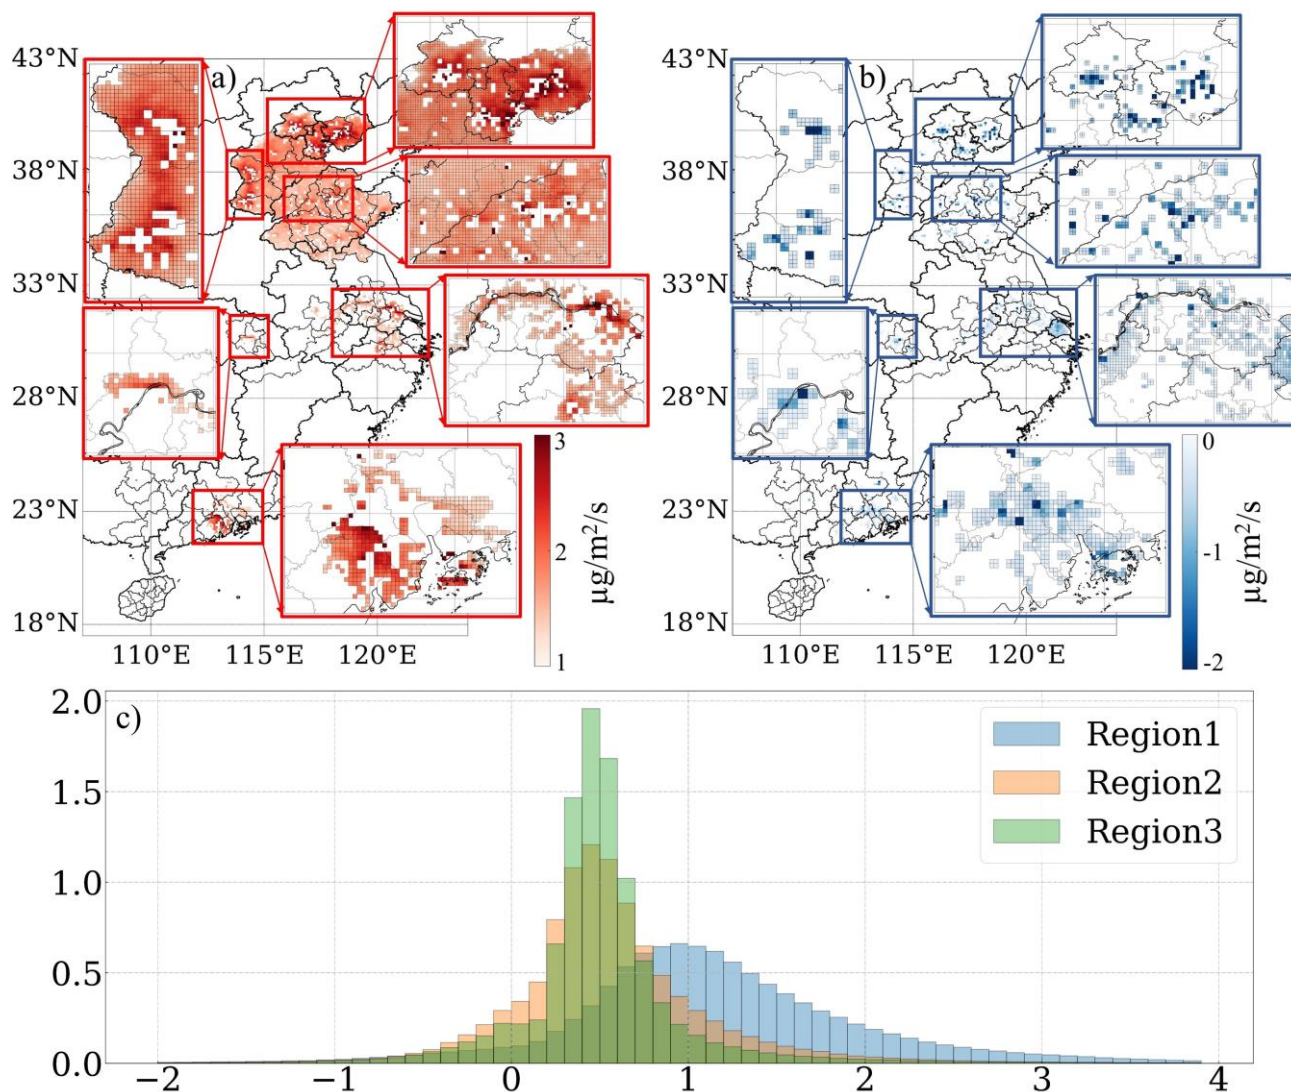 a)
43°N
38°N
33°N
28°N
23°N
18°N
110°E 115°E 120°E
3
2
1
µg/m²/s
b)
43°N
38°N
33°N
28°N
23°N
18°N
110°E 115°E 120°E
0
-1
-2
µg/m²/s
c)
2.0
1.5
1.0
0.5
0.0
−2 −1 0 1 2 3 4
Region1
Region2
Region3